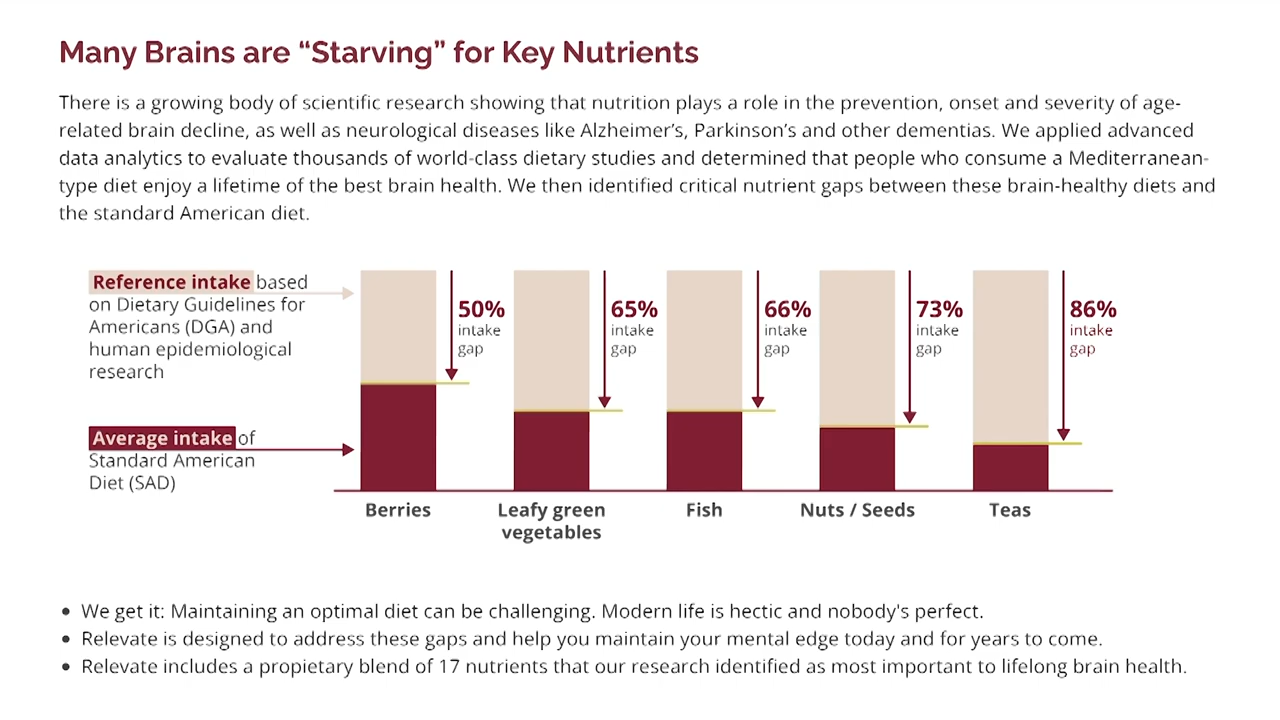 Many Brains are “Starving” for Key Nutrients
There is a growing body of scientific research showing that nutrition plays a role in the prevention, onset and severity of age-
related brain decline, as well as neurological diseases like Alzheimer’s, Parkinson’s and other dementias. We applied advanced
data analytics to evaluate thousands of world-class dietary studies and determined that people who consume a Mediterranean-
type diet enjoy a lifetime of the best brain health. We then identified critical nutrient gaps between these brain-healthy diets and
the standard American diet.
Reference intake based
on Dietary Guidelines for
Americans (DGA) and
human epidemiological
research
50%
intake
gap
65%
intake
gap
66%
intake
gap
73%
intake
gap
86%
intake
gap
Average intake of
Standard American
Diet (SAD)
Berries
Leafy green
vegetables
Fish
Nuts / Seeds
Teas
• We get it: Maintaining an optimal diet can be challenging. Modern life is hectic and nobody's perfect.
• Relevate is designed to address these gaps and help you maintain your mental edge today and for years to come.
• Relevate includes a propietary blend of 17 nutrients that our research identified as most important to lifelong brain health.